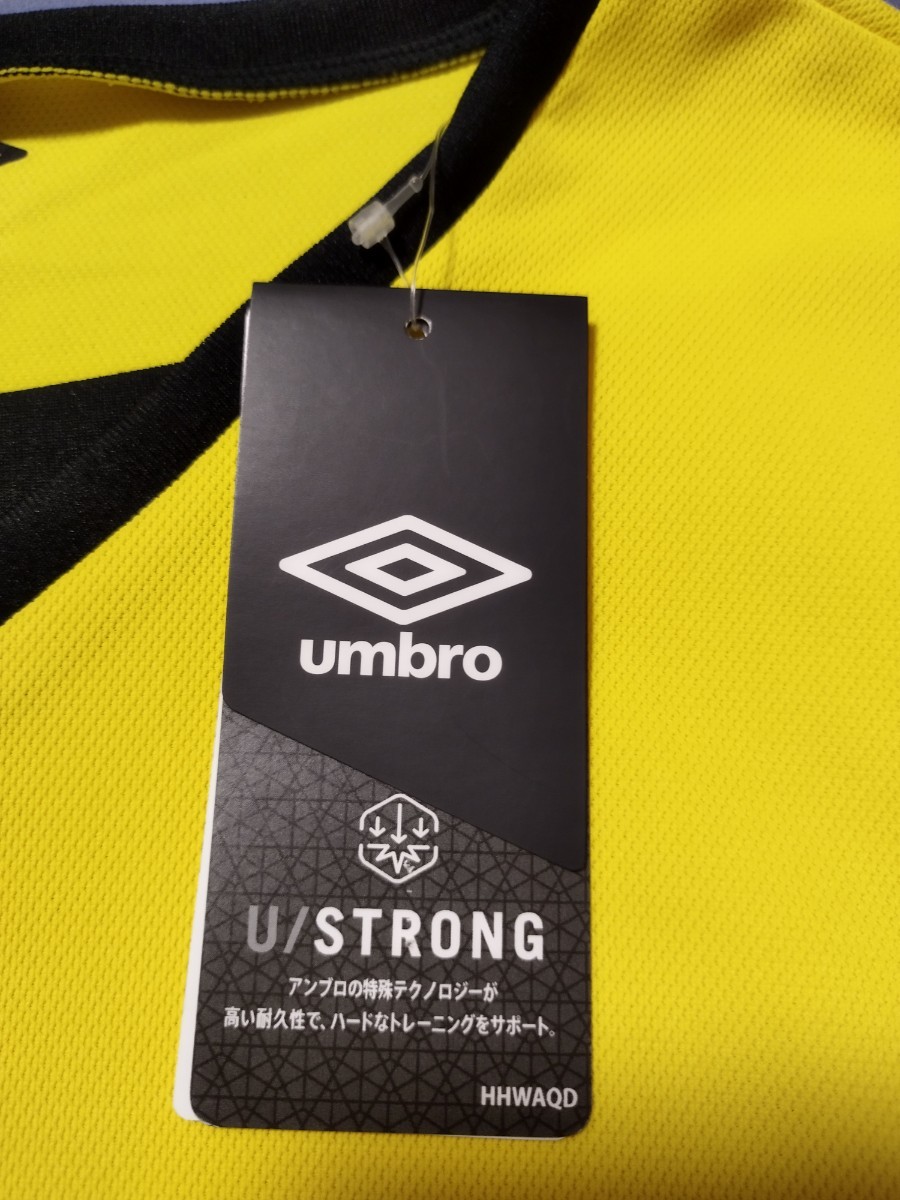 umbro
U/STRONG
アンブロの特殊テクノロジーが
高い耐久性で、ハードなトレーニングをサポート。
HHWAQD